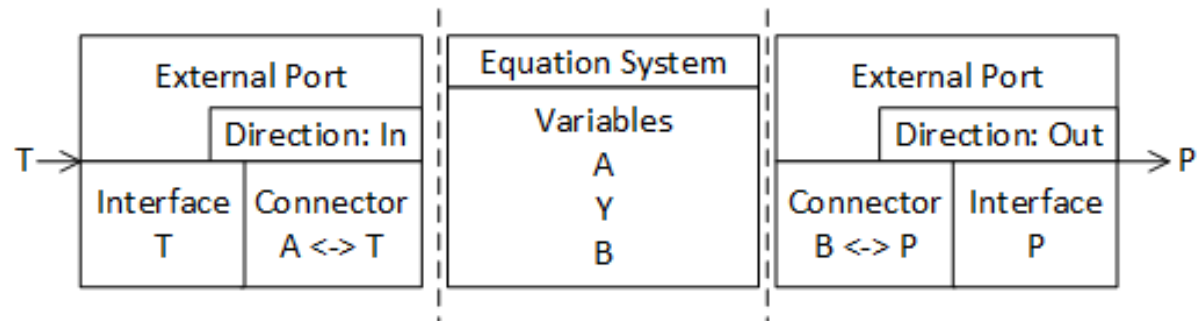 T
External Port
Direction: In
Interface
T
Connector
A <-> T
Equation System
Variables
A
Y
B
External Port
Direction: Out
Connector
B <-> P
Interface
P
P